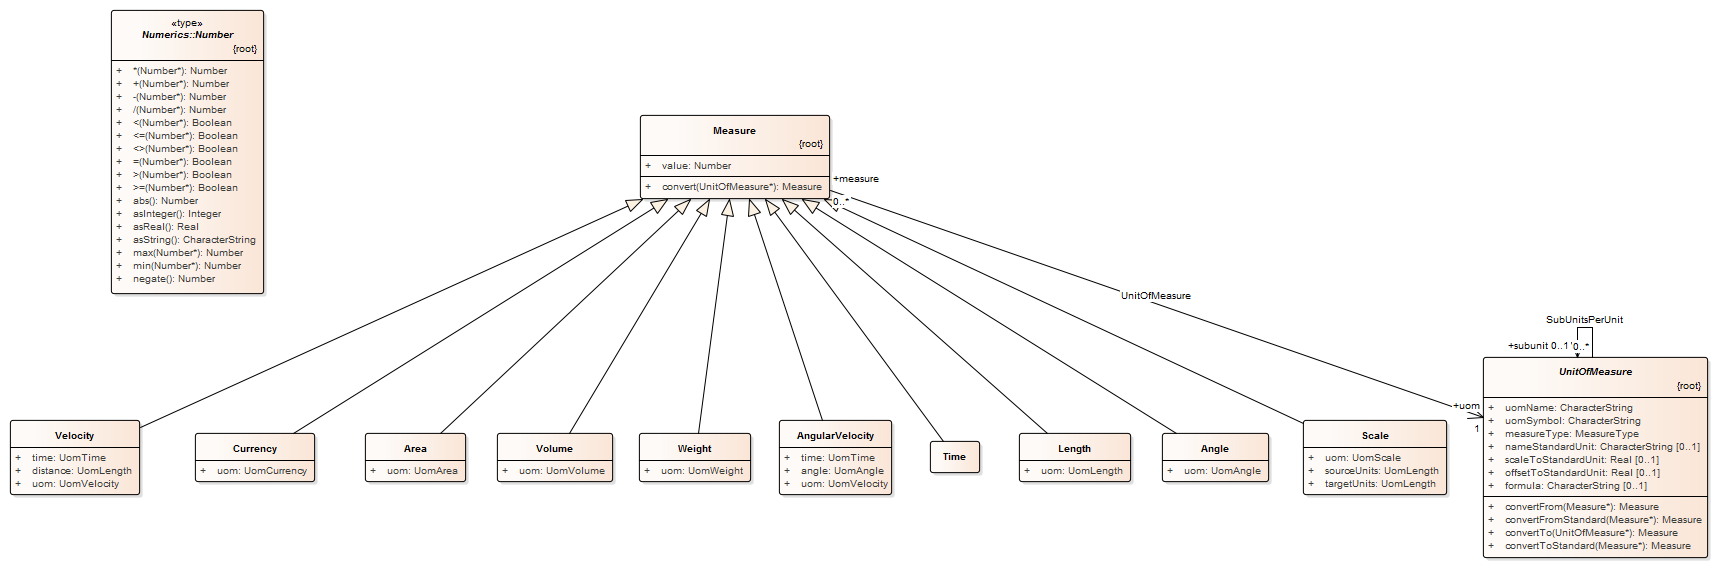 «type»
Numerics::Number
{root}
+ *(Number*): Number
+ +(Number*): Number
+ -(Number*): Number
+ /(Number*): Number
+ <(Number*): Boolean
+ <=(Number*): Boolean
+ <>(Number*): Boolean
+ =(Number*): Boolean
+ >(Number*): Boolean
+ >=(Number*): Boolean
+ abs(): Number
+ asInteger(): Integer
+ asReal(): Real
+ asString(): CharacterString
+ max(Number*): Number
+ min(Number*): Number
+ negate(): Number
Measure
{root}
+ value: Number
+ convert(UnitOfMeasure*): Measure
+measure
0..*
UnitOfMeasure
SubUnitsPerUnit
+subunit 0..1 '0..*
+uom
1
UnitOfMeasure
{root}
+ uomName: CharacterString
+ uomSymbol: CharacterString
+ measureType: MeasureType
+ nameStandardUnit: CharacterString [0..1]
+ scaleToStandardUnit: Real [0..1]
+ offsetToStandardUnit: Real [0..1]
+ formula: CharacterString [0..1]
+ convertFrom(Measure*): Measure
+ convertFromStandard(Measure*): Measure
+ convertTo(UnitOfMeasure*): Measure
+ convertToStandard(Measure*): Measure
Velocity
+ time: UomTime
+ distance: UomLength
+ uom: UomVelocity
Currency
+ uom: UomCurrency
Area
+ uom: UomArea
Volume
+ uom: UomVolume
Weight
+ uom: UomWeight
AngularVelocity
+ time: UomTime
+ angle: UomAngle
+ uom: UomVelocity
Time
Length
+ uom: UomLength
Angle
+ uom: UomAngle
Scale
+ uom: UomScale
+ sourceUnits: UomLength
+ targetUnits: UomLength